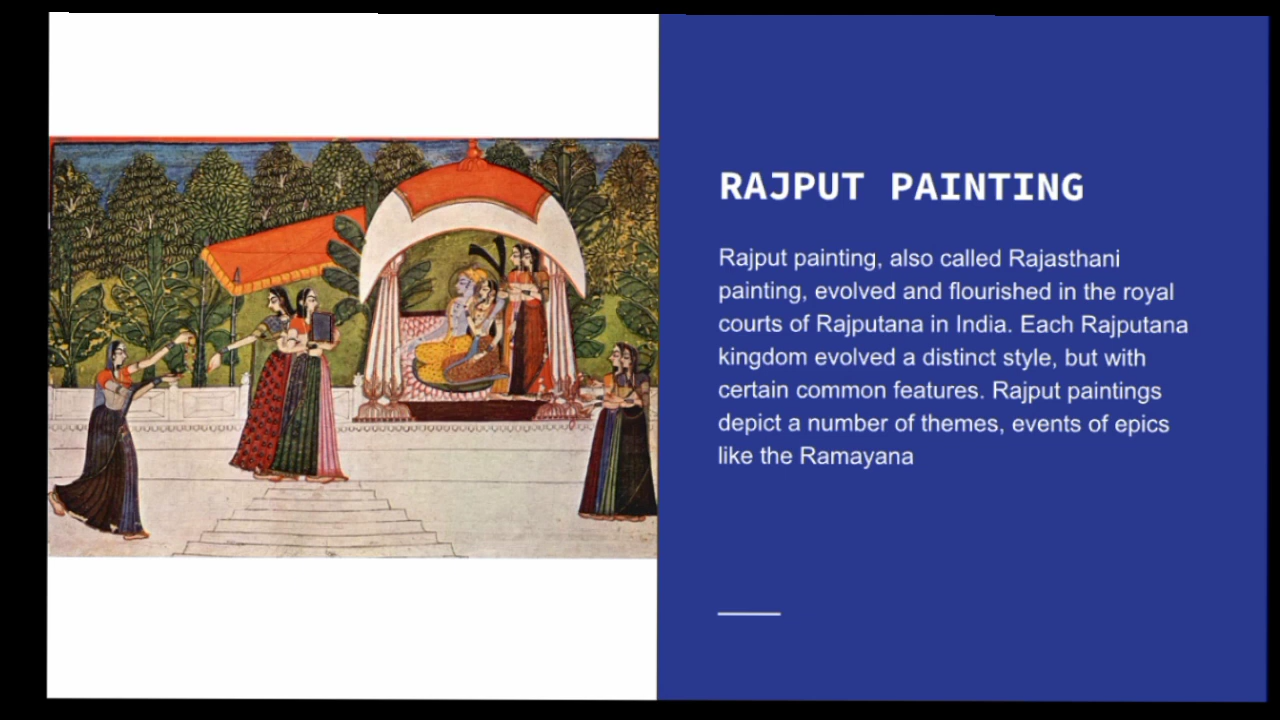 RAJPUT PAINTING
Rajput painting, also called Rajasthani
painting, evolved and flourished in the royal
courts of Rajputana in India. Each Rajputana
kingdom evolved a distinct style, but with
certain common features. Rajput paintings
depict a number of themes, events of epics
like the Ramayana